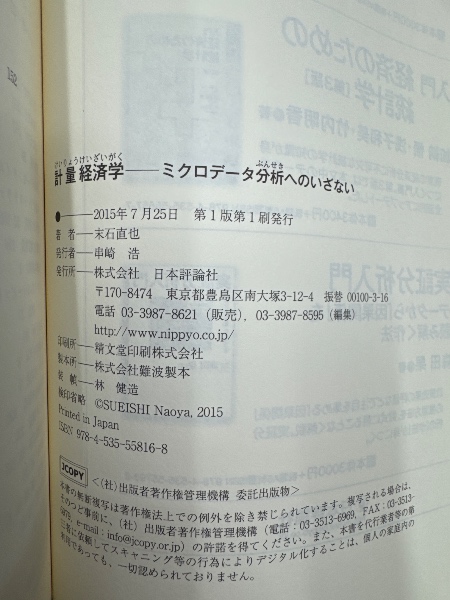 けいりょうけいざいがく
ぶんせき
計量経済学——ミクロデータ分析へのいざない
●——2015年7月25日 第1版第1刷発行
著 者——末石直也
発行者——串崎 浩
発行所——株式会社 日本評論社
〒170-8474 東京都豊島区南大塚3-12-4 振替 00100-3-16
電話 03-3987-8621(販売),03-3987-8595(編集)
http://www.nippyo.co.jp/
印刷所——精文堂印刷株式会社
製本所——株式会社難波製本
装 幀——林 健造
検印省略 ©SUEISHI Naoya, 2015
Printed in Japan
ISBN 978-4-535-55816-8
JCOPY <(社)出版者著作権管理機構 委託出版物>
本書の無断複写は著作権法上での例外を除き禁じられています。複写される場合は、
そのつど事前に、(社)出版者著作権管理機構(電話:03-3513-6969、FAX:03-3513-
6979、e-mail:info@jcopy.or.jp)の許諾を得てください。また、本書を代行業者等の第
三者に依頼してスキャニング等の行為によりデジタル化することは、個人の家庭内の
利用であっても、一切認められておりません。
152